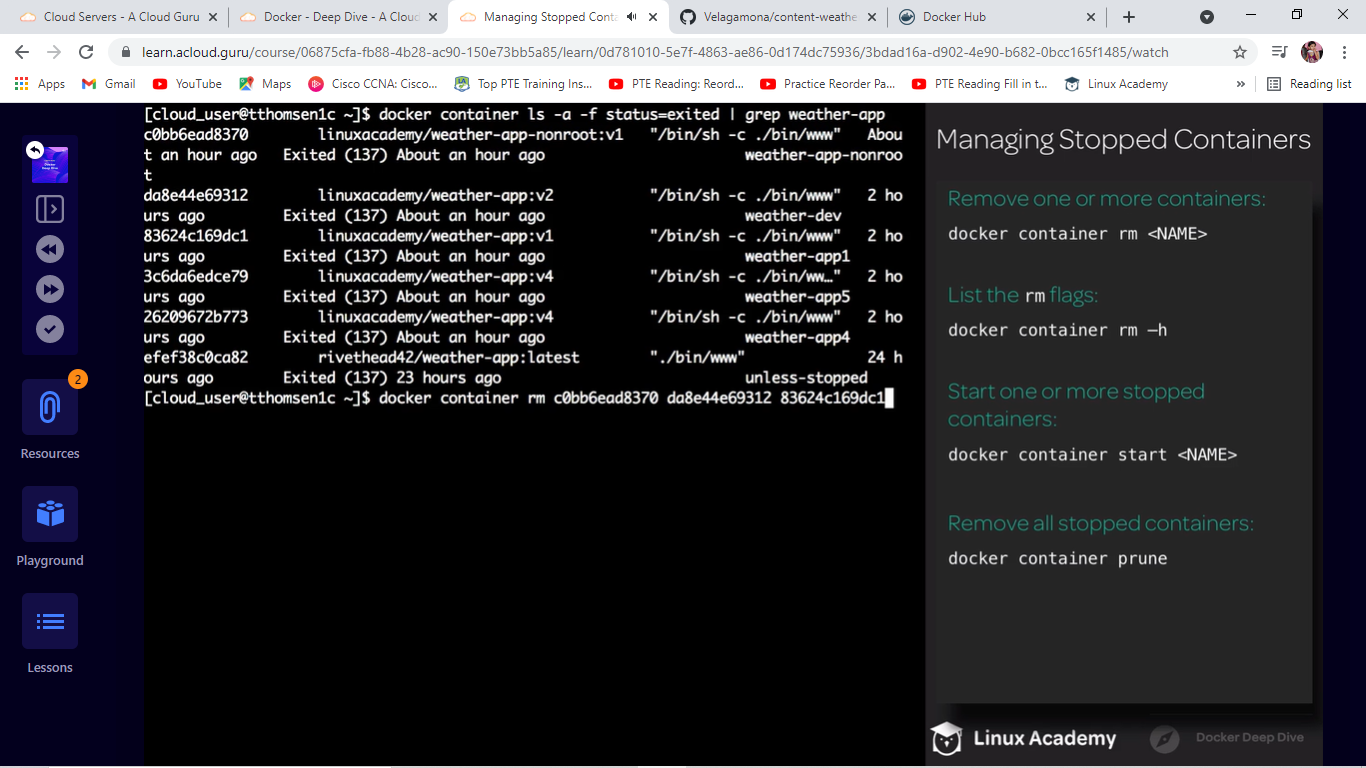 Cloud Servers - A Cloud Guru
Docker - Deep Dive - A Cloud
Managing Stopped Conta
Velagamona/content-weathe
Docker Hub
learn.acloud.guru/course/06875cfa-fb88-4b28-ac90-150e73bb5a85/learn/0d781010-5e7f-4863-ae86-0d174dc75936/3bdad16a-d902-4e90-b682-0bcc165f1485/watch
Apps
Gmail
YouTube
Maps
Cisco CCNA: Cisco...
Top PTE Training Ins...
PTE Reading: Reord...
Practice Reorder Pa...
PTE Reading Fill in t...
Linux Academy
»
Reading list
[cloud_user@tthomsen1c ~]$ docker container ls -a -f status=exited | grep weather-app
c0bb6ead8370 linuxacademy/weather-app-nonroot:v1 "/bin/sh -c ./bin/www" Abou
t an hour ago Exited (137) About an hour ago weather-app-nonroo
t
da8e44e69312 linuxacademy/weather-app:v2 "/bin/sh -c ./bin/www" 2 ho
urs ago Exited (137) About an hour ago weather-dev
83624c169dc1 linuxacademy/weather-app:v1 "/bin/sh -c ./bin/www" 2 ho
urs ago Exited (137) About an hour ago weather-app1
3c6da6edce79 linuxacademy/weather-app:v4 "/bin/sh -c ./bin/ww…" 2 ho
urs ago Exited (137) About an hour ago weather-app5
26209672b773 linuxacademy/weather-app:v4 "/bin/sh -c ./bin/www" 2 ho
urs ago Exited (137) About an hour ago weather-app4
efef38c0ca82 rivethead42/weather-app:latest "./bin/www" 24 h
ours ago Exited (137) 23 hours ago unless-stopped
[cloud_user@tthomsen1c ~]$ docker container rm c0bb6ead8370 da8e44e69312 83624c169dc1
2
Resources
Playground
Lessons
Managing Stopped Containers
Remove one or more containers:
docker container rm <NAME>
List the rm flags:
docker container rm –h
Start one or more stopped
containers:
docker container start <NAME>
Remove all stopped containers:
docker container prune
Linux Academy
Docker Deep Dive